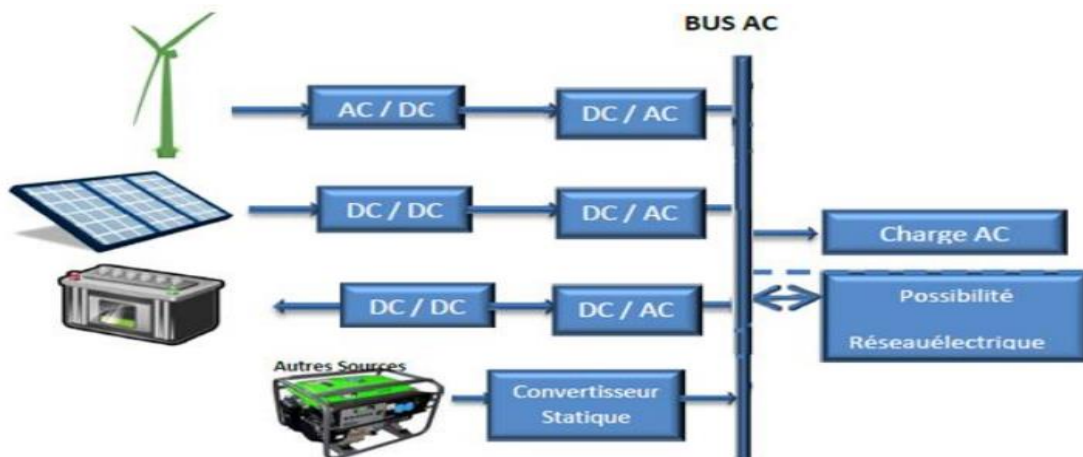 BUS AC
AC / DC
DC / AC
DC / DC
DC / AC
Charge AC
DC / DC
DC / AC
Possibilité
Réseauélectrique
Autres Sources
Convertisseur
Statique